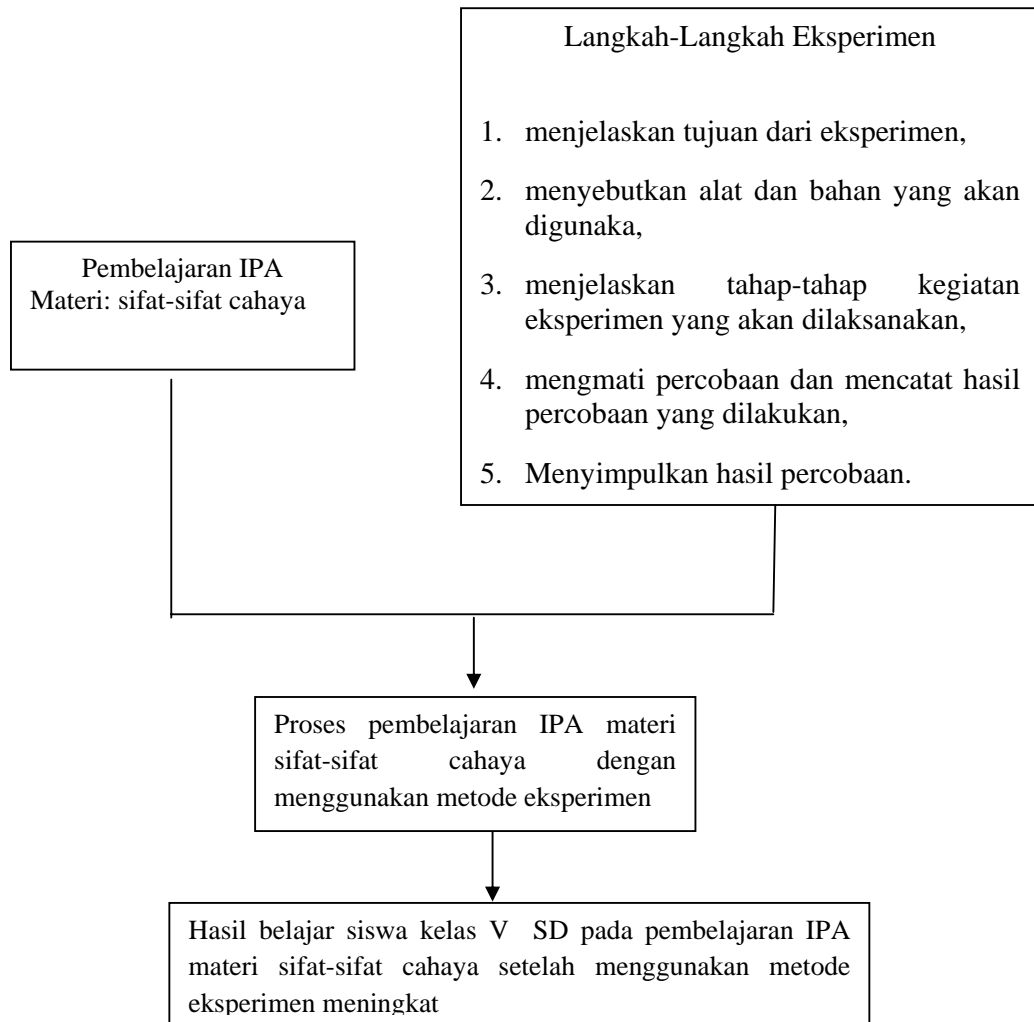 Langkah-Langkah Eksperimen
1. menjelaskan tujuan dari eksperimen,
2. menyebutkan alat dan bahan yang akan
digunaka,
3. menjelaskan tahap-tahap kegiatan
eksperimen yang akan dilaksanakan,
4. mengmati percobaan dan mencatat hasil
percobaan yang dilakukan,
5. Menyimpulkan hasil percobaan.
Pembelajaran IPA
Materi: sifat-sifat cahaya
Proses pembelajaran IPA materi
sifat-sifat cahaya dengan
menggunakan metode eksperimen
Hasil belajar siswa kelas V SD pada pembelajaran IPA
materi sifat-sifat cahaya setelah menggunakan metode
eksperimen meningkat